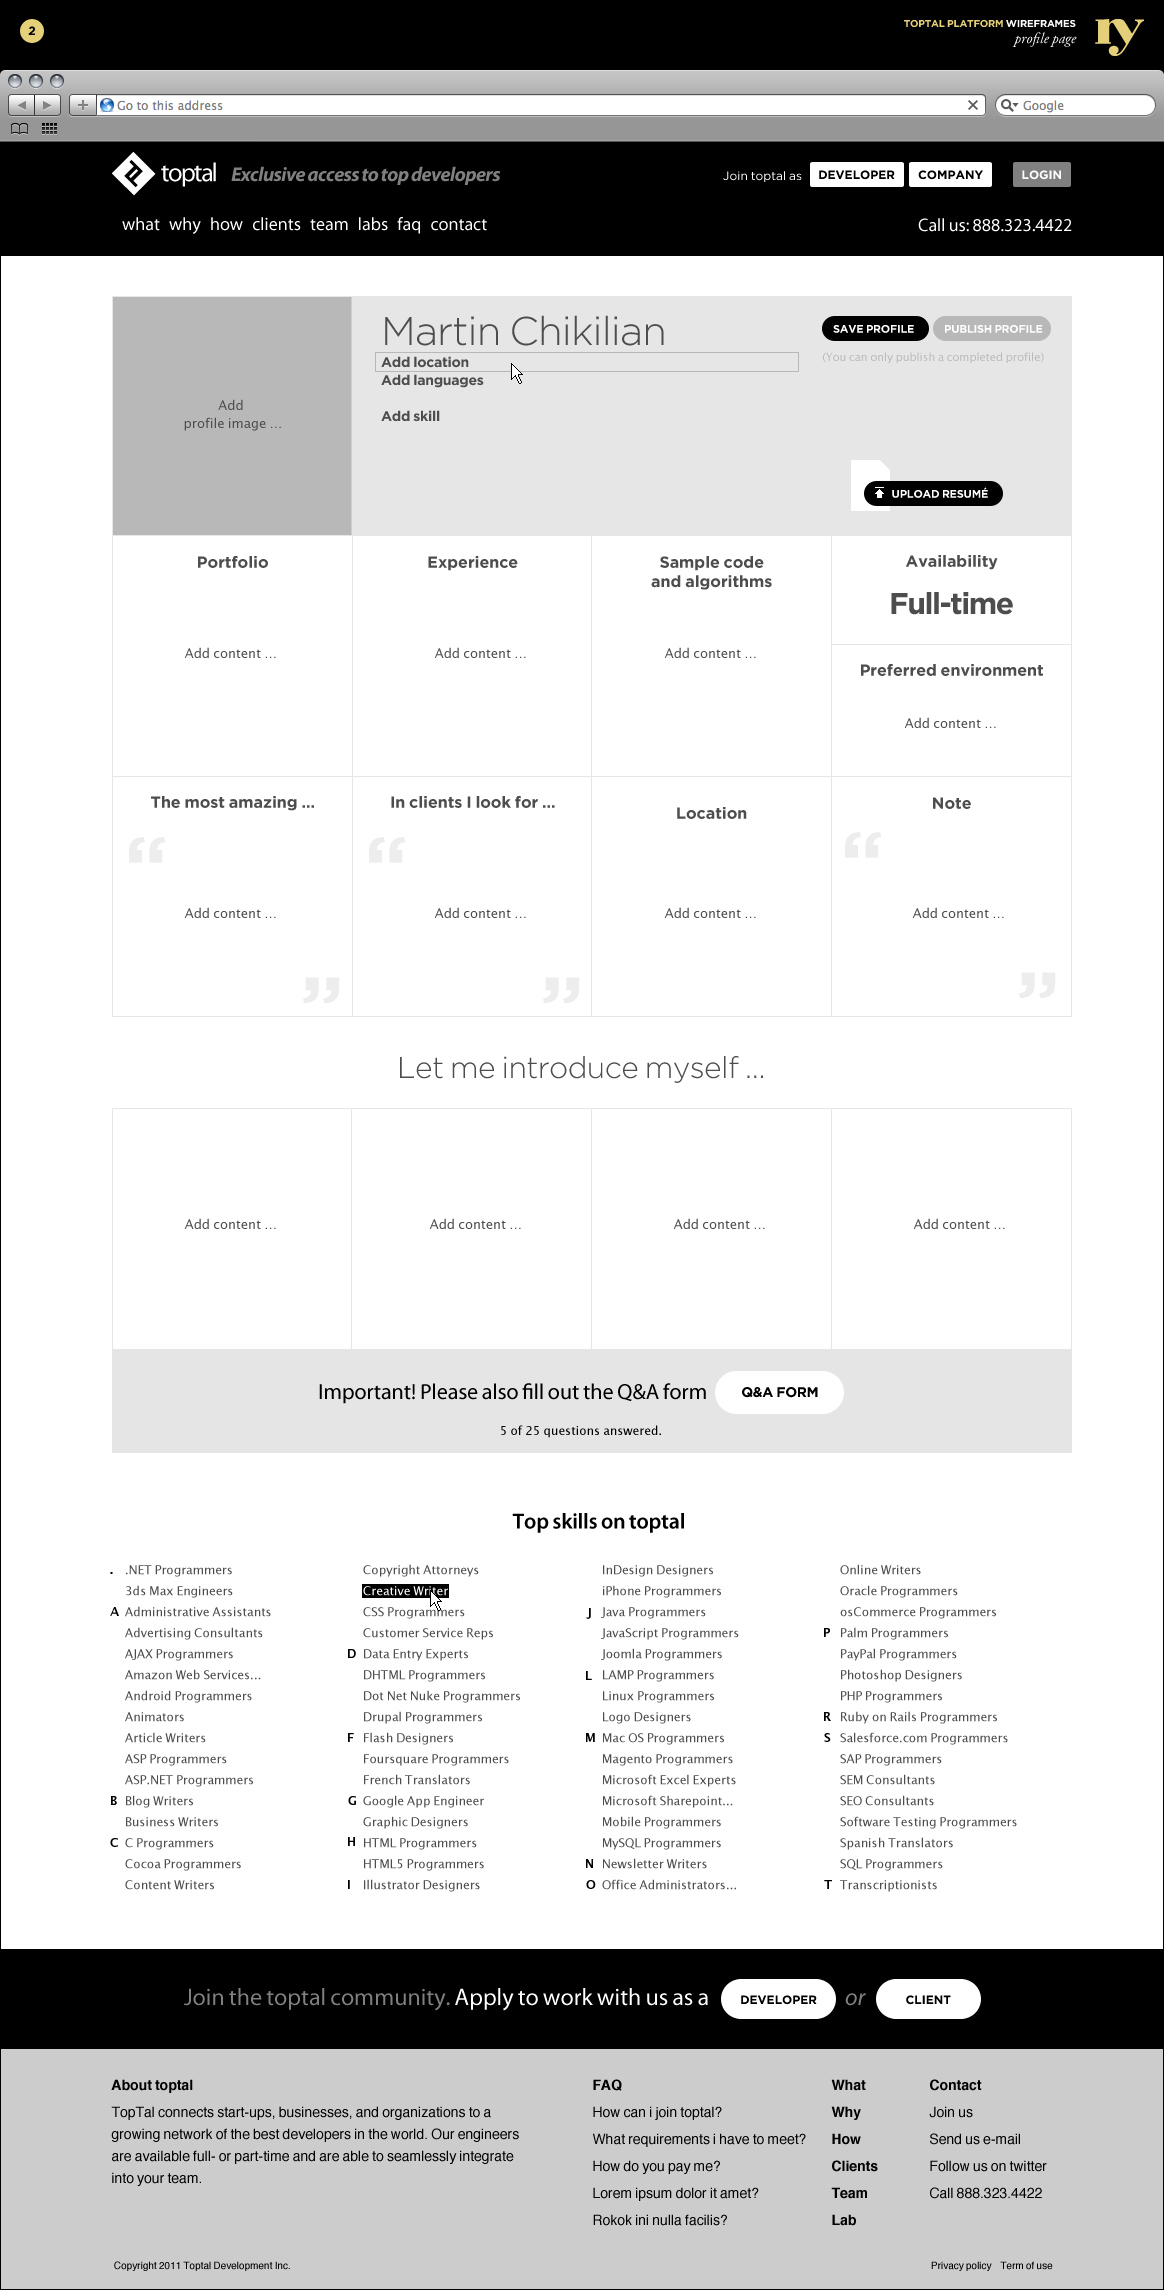 2
TOPTAL PLATFORM WIREFRAMES
profile page
ry
Go to this address
Google
toptal
Exclusive access to top developers
Join toptal as
DEVELOPER
COMPANY
LOGIN
what why how clients team labs faq contact
Call us: 888.323.4422
Add
profile image ...
Martin Chikilian
Add location
Add languages
Add skill
SAVE PROFILE
PUBLISH PROFILE
(You can only publish a completed profile)
UPLOAD RESUMÉ
Portfolio
Add content ...
Experience
Add content ...
Sample code
and algorithms
Add content ...
Availability
Full-time
Preferred environment
Add content ...
The most amazing ...
“
Add content ...
”
In clients I look for ...
“
Add content ...
”
Location
Add content ...
Note
“
Add content ...
”
Let me introduce myself ...
Add content ...
Add content ...
Add content ...
Add content ...
Important! Please also fill out the Q&A form
Q&A FORM
5 of 25 questions answered.
Top skills on toptal
. .NET Programmers
3ds Max Engineers
A Administrative Assistants
Advertising Consultants
AJAX Programmers
Amazon Web Services...
Android Programmers
Animators
Article Writers
ASP Programmers
ASP.NET Programmers
B Blog Writers
Business Writers
C C Programmers
Cocoa Programmers
Content Writers
Copyright Attorneys
Creative Writer
CSS Programmers
Customer Service Reps
D Data Entry Experts
DHTML Programmers
Dot Net Nuke Programmers
Drupal Programmers
F Flash Designers
Foursquare Programmers
French Translators
G Google App Engineer
Graphic Designers
H HTML Programmers
HTML5 Programmers
I Illustrator Designers
InDesign Designers
iPhone Programmers
J Java Programmers
JavaScript Programmers
Joomla Programmers
L LAMP Programmers
Linux Programmers
Logo Designers
M Mac OS Programmers
Magento Programmers
Microsoft Excel Experts
Microsoft Sharepoint...
Mobile Programmers
MySQL Programmers
N Newsletter Writers
O Office Administrators...
Online Writers
Oracle Programmers
osCommerce Programmers
P Palm Programmers
PayPal Programmers
Photoshop Designers
PHP Programmers
R Ruby on Rails Programmers
S Salesforce.com Programmers
SAP Programmers
SEM Consultants
SEO Consultants
Software Testing Programmers
Spanish Translators
SQL Programmers
T Transcriptionists
Join the toptal community. Apply to work with us as a
DEVELOPER
or
CLIENT
About toptal
TopTal connects start-ups, businesses, and organizations to a
growing network of the best developers in the world. Our engineers
are available full- or part-time and are able to seamlessly integrate
into your team.
FAQ
How can i join toptal?
What requirements i have to meet?
How do you pay me?
Lorem ipsum dolor it amet?
Rokok ini nulla facilis?
What
Why
How
Clients
Team
Lab
Contact
Join us
Send us e-mail
Follow us on twitter
Call 888.323.4422
Copyright 2011 Toptal Development Inc.
Privacy policy
Term of use